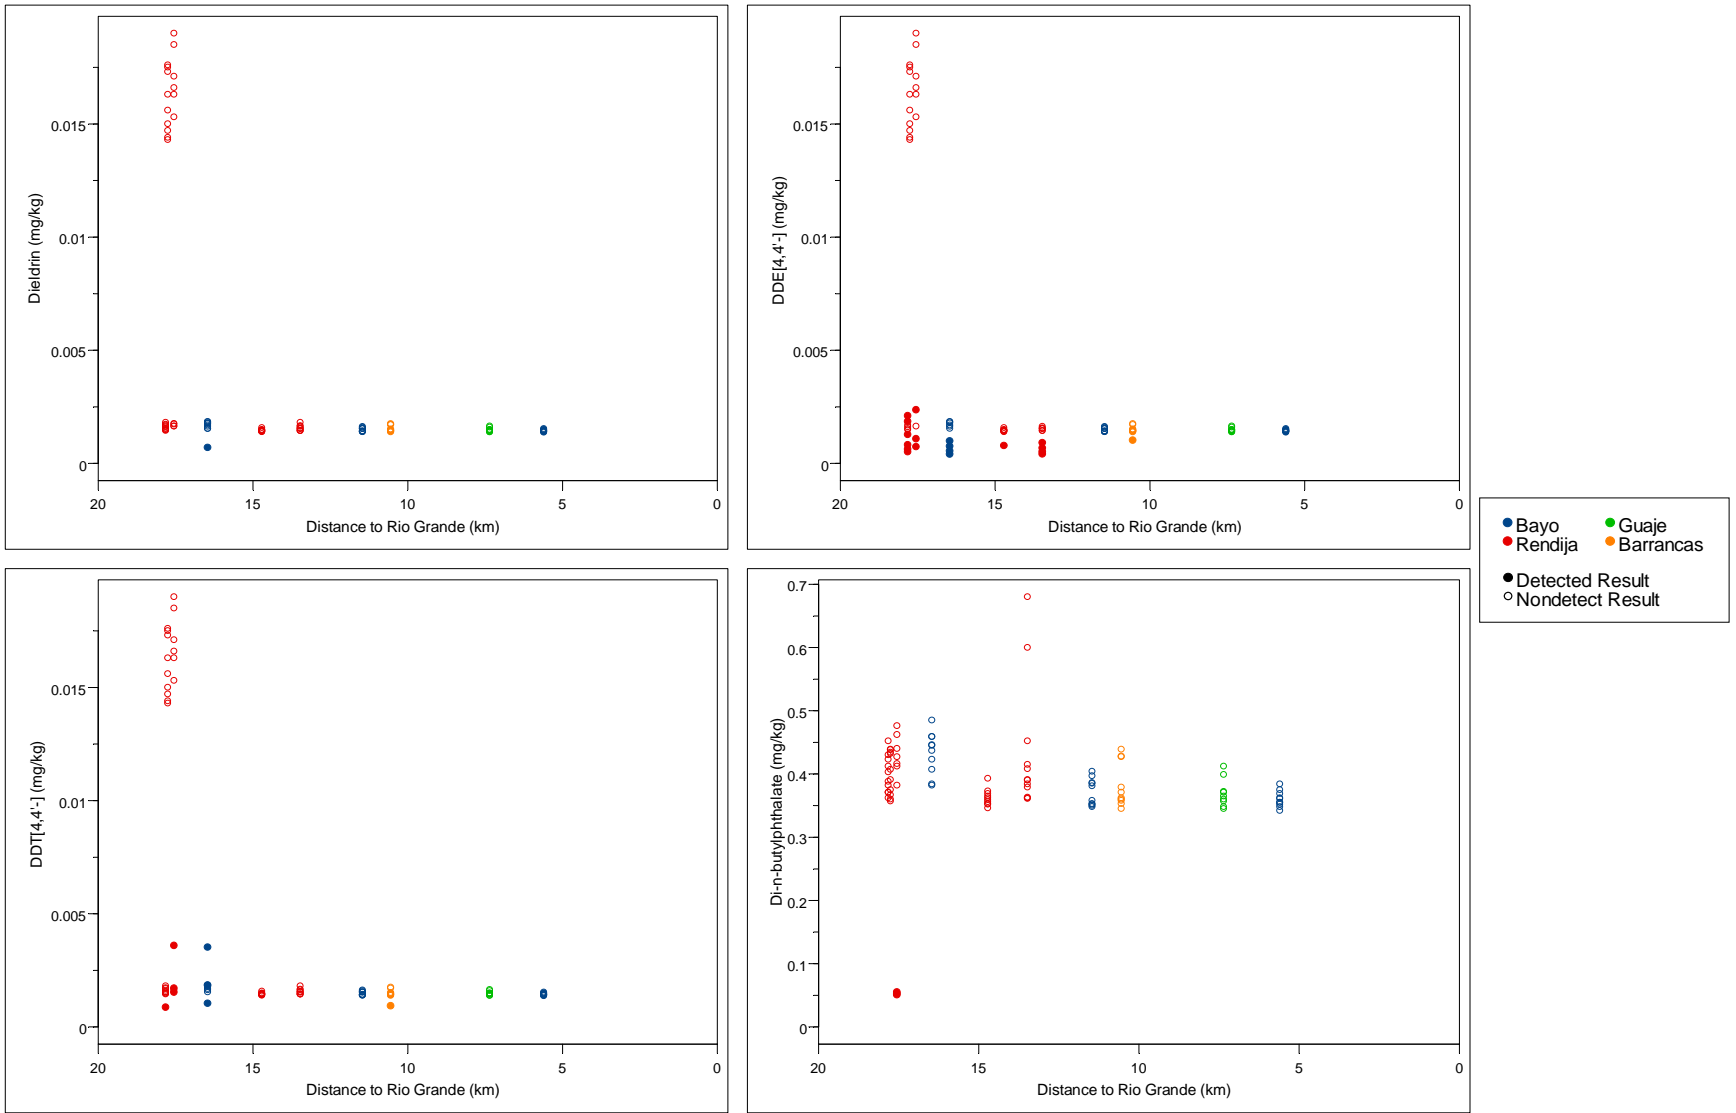 Dieldrin (mg/kg)
0.015
0.01
0.005
0
20 15 10 5 0
Distance to Rio Grande (km)
DDE[4,4'-] (mg/kg)
0.015
0.01
0.005
0
20 15 10 5 0
Distance to Rio Grande (km)
Bayo Guaje
Rendija Barrancas
Detected Result
Nondetect Result
DDT[4,4'-] (mg/kg)
0.015
0.01
0.005
0
20 15 10 5 0
Distance to Rio Grande (km)
Di-n-butylphthalate (mg/kg)
0.7
0.6
0.5
0.4
0.3
0.2
0.1
0
20 15 10 5 0
Distance to Rio Grande (km)